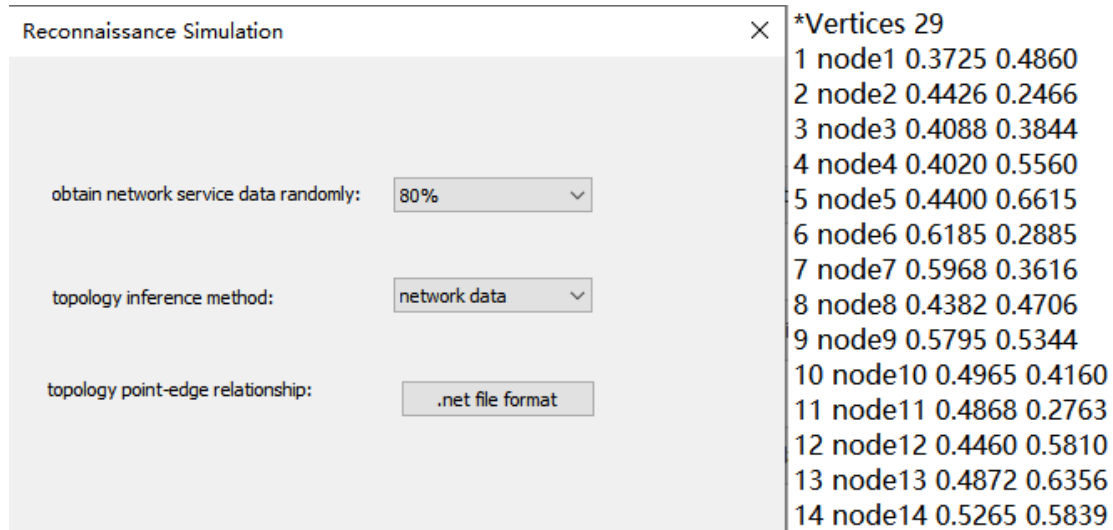 Reconnaissance Simulation
obtain network service data randomly:
80%
topology inference method:
network data
topology point-edge relationship:
.net file format
*Vertices 29
1 node1 0.3725 0.4860
2 node2 0.4426 0.2466
3 node3 0.4088 0.3844
4 node4 0.4020 0.5560
5 node5 0.4400 0.6615
6 node6 0.6185 0.2885
7 node7 0.5968 0.3616
8 node8 0.4382 0.4706
9 node9 0.5795 0.5344
10 node10 0.4965 0.4160
11 node11 0.4868 0.2763
12 node12 0.4460 0.5810
13 node13 0.4872 0.6356
14 node14 0.5265 0.5839